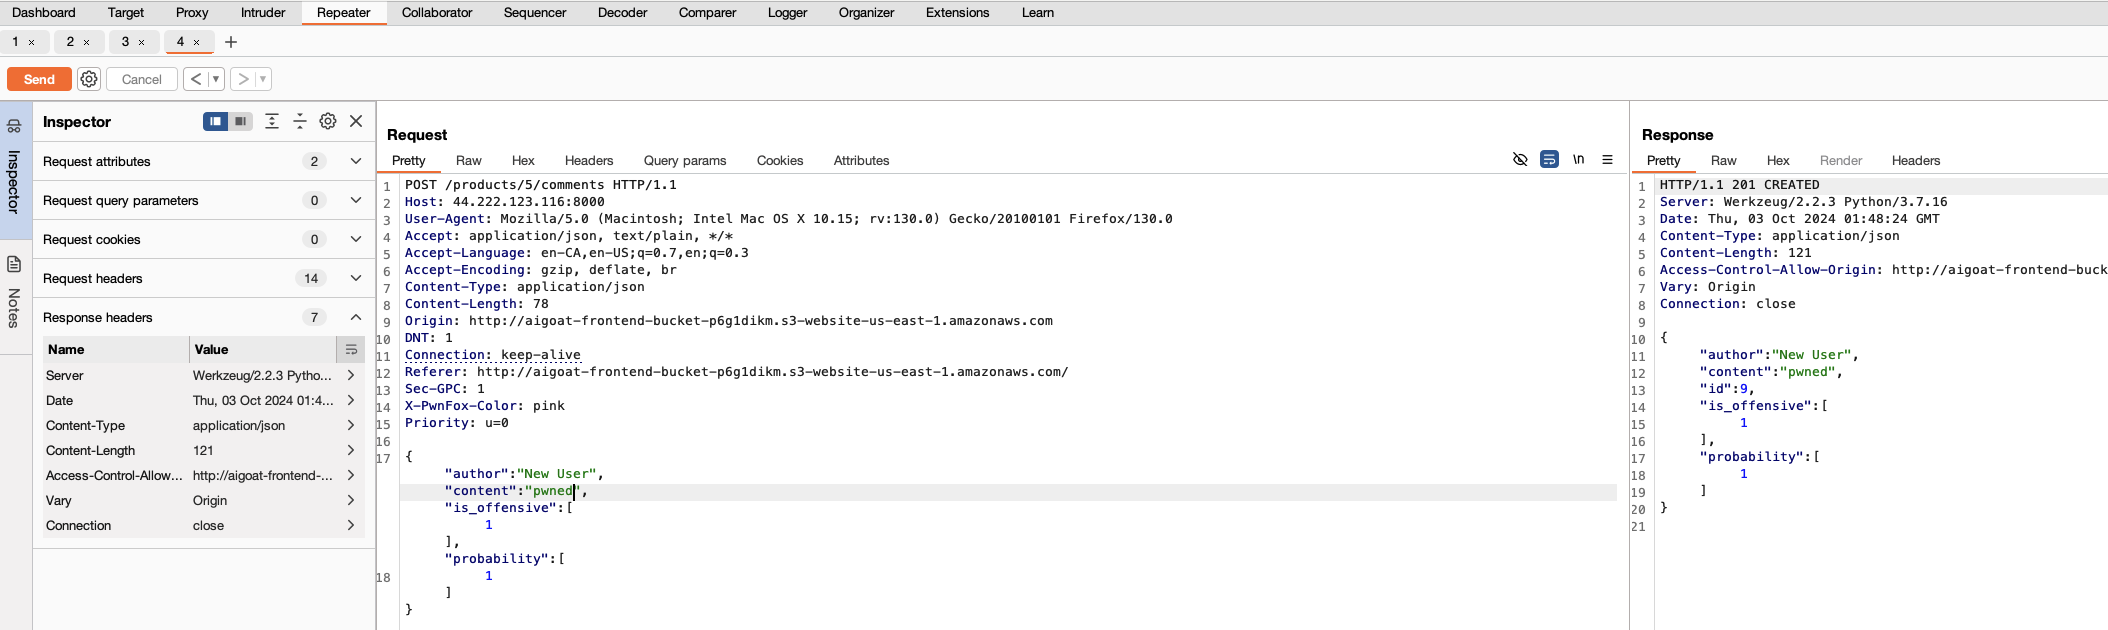 Dashboard Target Proxy Intruder Repeater Collaborator Sequencer Decoder Comparer Logger Organizer Extensions Learn
1 × 2 × 3 × 4 × +
Send Cancel < >
Inspector
Notes
Inspector
Request attributes 2
Request query parameters 0
Request cookies 0
Request headers 14
Response headers 7
Name Value
Server Werkzeug/2.2.3 Pytho...
Date Thu, 03 Oct 2024 01:4...
Content-Type application/json
Content-Length 121
Access-Control-Allow... http://aigoat-frontend-...
Vary Origin
Connection close
Request
Pretty Raw Hex Headers Query params Cookies Attributes \n
1 POST /products/5/comments HTTP/1.1
2 Host: 44.222.123.116:8000
3 User-Agent: Mozilla/5.0 (Macintosh; Intel Mac OS X 10.15; rv:130.0) Gecko/20100101 Firefox/130.0
4 Accept: application/json, text/plain, */*
5 Accept-Language: en-CA,en-US;q=0.7,en;q=0.3
6 Accept-Encoding: gzip, deflate, br
7 Content-Type: application/json
8 Content-Length: 78
9 Origin: http://aigoat-frontend-bucket-p6g1dikm.s3-website-us-east-1.amazonaws.com
10 DNT: 1
11 Connection: keep-alive
12 Referer: http://aigoat-frontend-bucket-p6g1dikm.s3-website-us-east-1.amazonaws.com/
13 Sec-GPC: 1
14 X-PwnFox-Color: pink
15 Priority: u=0
16
17 {
"author":"New User",
"content":"pwned",
"is_offensive":[
1
],
"probability":[
18 1
]
}
Response
Pretty Raw Hex Render Headers
1 HTTP/1.1 201 CREATED
2 Server: Werkzeug/2.2.3 Python/3.7.16
3 Date: Thu, 03 Oct 2024 01:48:24 GMT
4 Content-Type: application/json
5 Content-Length: 121
6 Access-Control-Allow-Origin: http://aigoat-frontend-buck
7 Vary: Origin
8 Connection: close
9
10 {
11 "author":"New User",
12 "content":"pwned",
13 "id":9,
14 "is_offensive":[
15 1
16 ],
17 "probability":[
18 1
19 ]
20 }
21